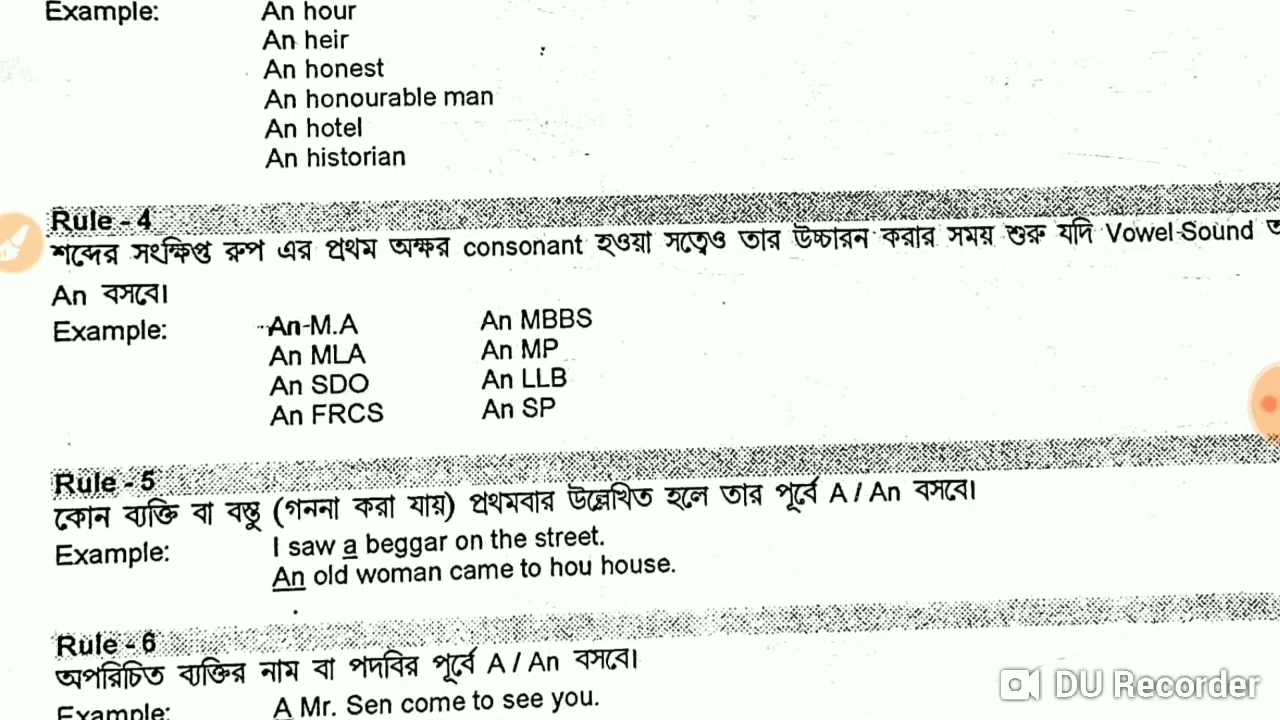 Example: An hour
An heir
An honest
An honourable man
An hotel
An historian
Rule - 4
শব্দের সংক্ষিপ্ত রুপ এর প্রথম অক্ষর consonant হওয়া সত্বেও তার উচ্চারন করার সময় শুরু যদি Vowel-Sound
An বসবে।
Example: An M.A An MBBS
An MLA An MP
An SDO An LLB
An FRCS An SP
Rule - 5
কোন ব্যক্তি বা বস্তু (গননা করা যায়) প্রথমবার উল্লেখিত হলে তার পূর্বে A / An বসবে।
Example: I saw a beggar on the street.
An old woman came to hou house.
Rule - 6
অপরিচিত ব্যক্তির নাম বা পদবির পূর্বে A / An বসবে।
Example: A Mr. Sen come to see you.
DU Recorder